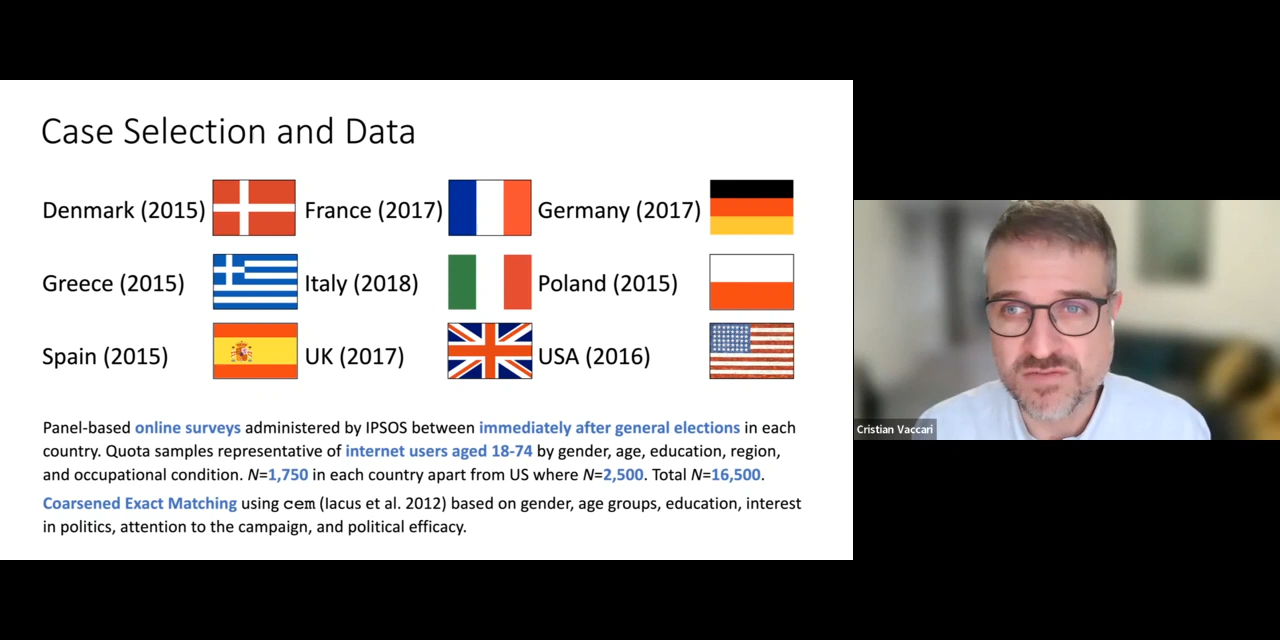 Case Selection and Data
Denmark (2015) France (2017) Germany (2017)
Greece (2015) Italy (2018) Poland (2015)
Spain (2015) UK (2017) USA (2016)
Panel-based online surveys administered by IPSOS between immediately after general elections in each
country. Quota samples representative of internet users aged 18-74 by gender, age, education, region,
and occupational condition. N=1,750 in each country apart from US where N=2,500. Total N=16,500.
Coarsened Exact Matching using cem (Iacus et al. 2012) based on gender, age groups, education, interest
in politics, attention to the campaign, and political efficacy.
Cristian Vaccari